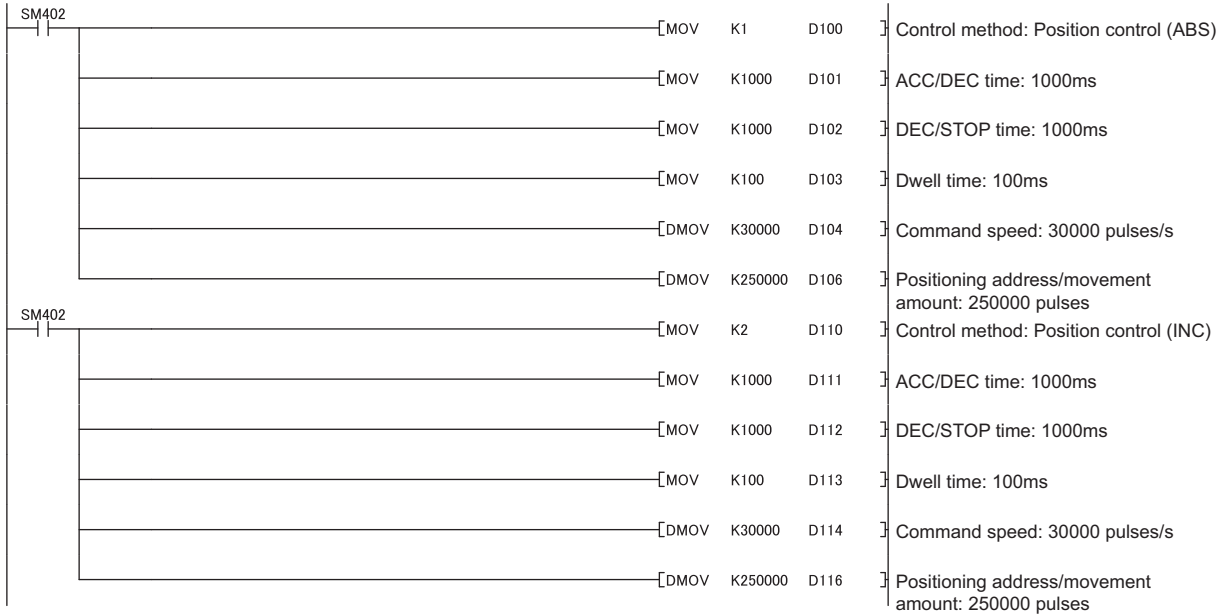 SM402
[MOV K1 D100 ] Control method: Position control (ABS)
[MOV K1000 D101 ] ACC/DEC time: 1000ms
[MOV K1000 D102 ] DEC/STOP time: 1000ms
[MOV K100 D103 ] Dwell time: 100ms
[DMOV K30000 D104 ] Command speed: 30000 pulses/s
[DMOV K250000 D106 ] Positioning address/movement
amount: 250000 pulses
SM402
[MOV K2 D110 ] Control method: Position control (INC)
[MOV K1000 D111 ] ACC/DEC time: 1000ms
[MOV K1000 D112 ] DEC/STOP time: 1000ms
[MOV K100 D113 ] Dwell time: 100ms
[DMOV K30000 D114 ] Command speed: 30000 pulses/s
[DMOV K250000 D116 ] Positioning address/movement
amount: 250000 pulses